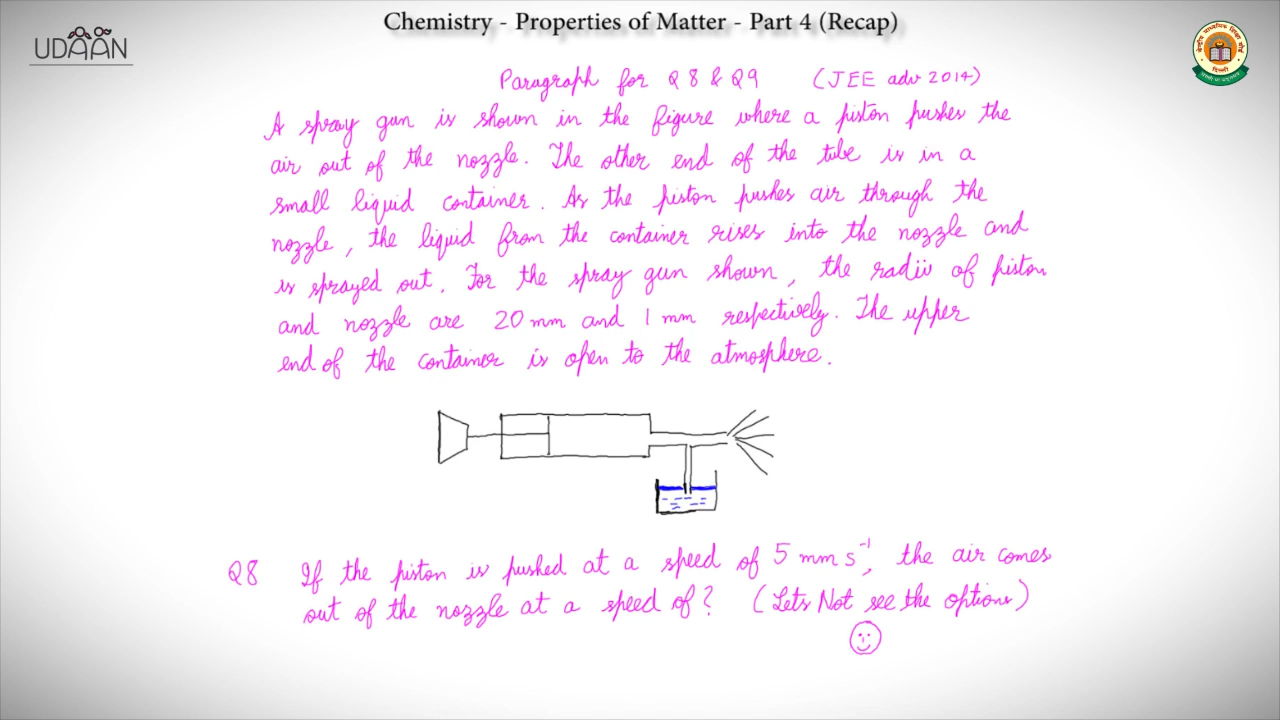 Chemistry - Properties of Matter - Part 4 (Recap)
UDAAN
Paragraph for Q8 & Q9 (JEE adv 2014)
A spray gun is shown in the figure where a piston pushes the
air out of the nozzle. The other end of the tube is in a
small liquid container. As the piston pushes air through the
nozzle, the liquid from the container rises into the nozzle and
is sprayed out. For the spray gun shown, the radii of piston
and nozzle are 20 mm and 1 mm respectively. The upper
end of the container is open to the atmosphere.
Q8 If the piston is pushed at a speed of 5 mm s⁻¹, the air comes
out of the nozzle at a speed of? (Lets Not see the options)